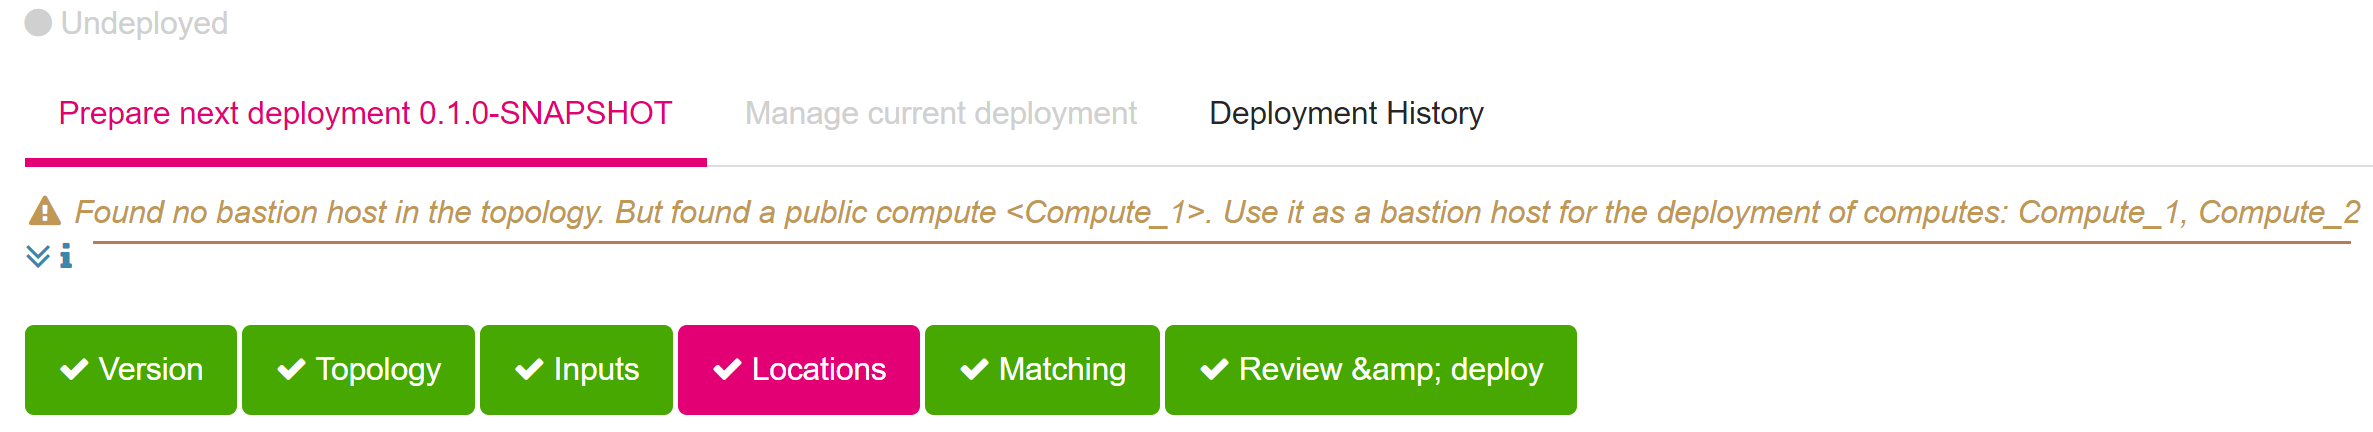 Undeployed
Prepare next deployment 0.1.0-SNAPSHOT Manage current deployment Deployment History
Found no bastion host in the topology. But found a public compute <Compute_1>. Use it as a bastion host for the deployment of computes: Compute_1, Compute_2
Version Topology Inputs Locations Matching Review &amp; deploy